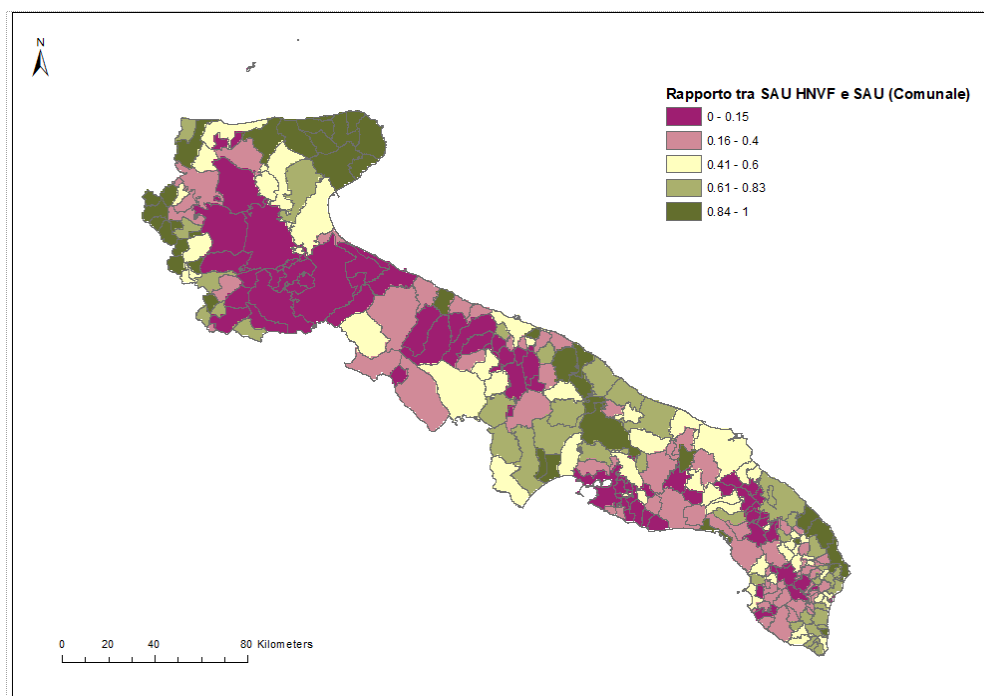 N
Rapporto tra SAU HNVF e SAU (Comunale)
0 - 0.15
0.16 - 0.4
0.41 - 0.6
0.61 - 0.83
0.84 - 1
0 20 40 80 Kilometers